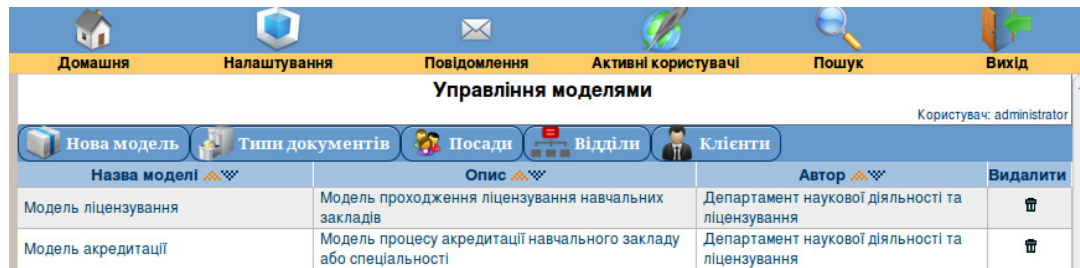 Домашня Налаштування Повідомлення Активні користувачі Пошук Вихід
Управління моделями
Користувач: administrator
Нова модель Типи документів Посади Відділи Клієнти
Назва моделі Опис Автор Видалити
Модель ліцензування Модель проходження ліцензування навчальних закладів Департамент наукової діяльності та ліцензування
Модель акредитації Модель процесу акредитації навчального закладу або спеціальності Департамент наукової діяльності та ліцензування